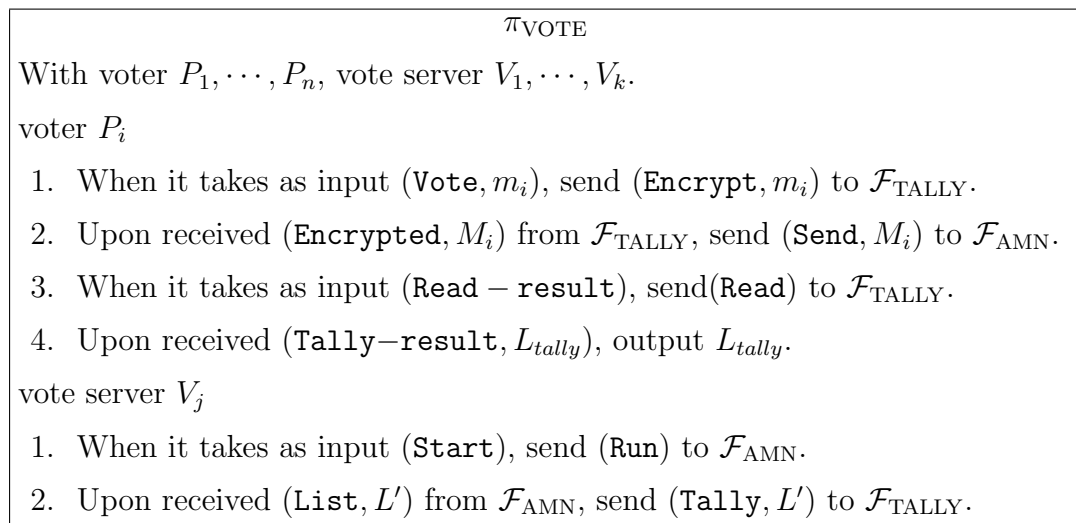 π_VOTE
With voter P_1, ⋯, P_n, vote server V_1, ⋯, V_k.
voter P_i
1. When it takes as input (Vote, m_i), send (Encrypt, m_i) to F_TALLY.
2. Upon received (Encrypted, M_i) from F_TALLY, send (Send, M_i) to F_AMN.
3. When it takes as input (Read − result), send(Read) to F_TALLY.
4. Upon received (Tally−result, L_tally), output L_tally.
vote server V_j
1. When it takes as input (Start), send (Run) to F_AMN.
2. Upon received (List, L′) from F_AMN, send (Tally, L′) to F_TALLY.